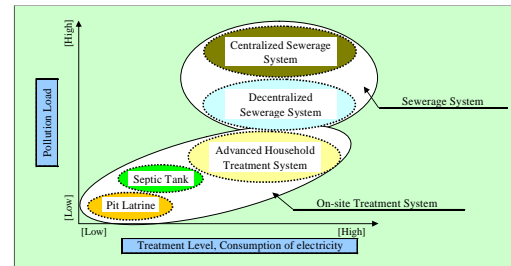 [High]
Centralized Sewerage
System
Decentralized
Sewerage System
Sewerage System
Pollution Load
Advanced Household
Treatment System
Septic Tank
Pit Latrine
On-site Treatment System
[Low]
[Low]
[High]
Treatment Level, Consumption of electricity